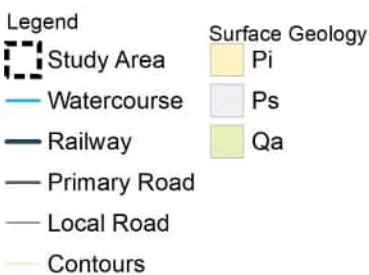 Legend
Study Area
Watercourse
Railway
Primary Road
Local Road
Contours
Surface Geology
Pi
Ps
Qa